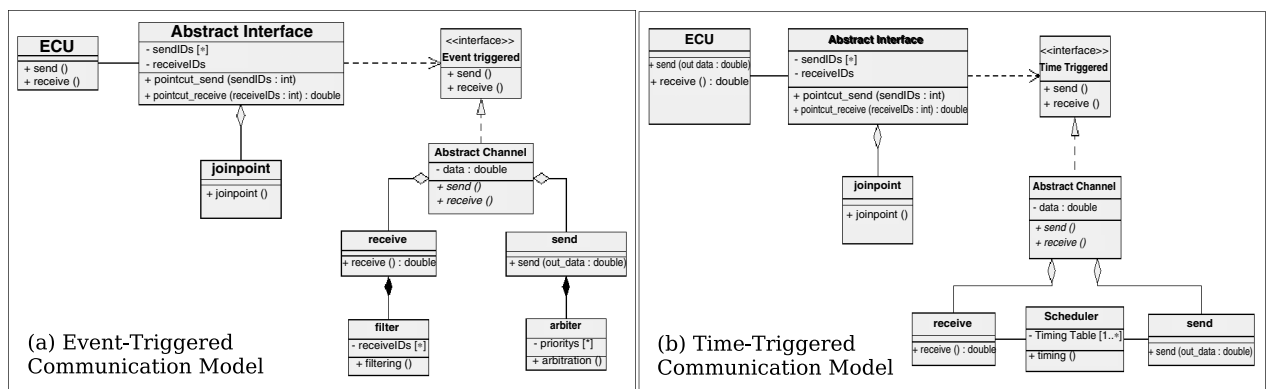 ECU
+ send ()
+ receive ()
Abstract Interface
- sendIDs [*]
- receiveIDs
+ pointcut_send (sendIDs : int)
+ pointcut_receive (receiveIDs : int) : double
<<interface>>
Event triggered
+ send ()
+ receive ()
joinpoint
+ joinpoint ()
Abstract Channel
- data : double
+ send ()
+ receive ()
receive
+ receive () : double
send
+ send (out_data : double)
filter
- receiveIDs [*]
+ filtering ()
arbiter
- prioritys [*]
+ arbitration ()
(a) Event-Triggered
Communication Model
ECU
+ send (out data : double)
+ receive () : double
Abstract Interface
- sendIDs [*]
- receiveIDs
+ pointcut_send (sendIDs : int)
+ pointcut_receive (receiveIDs : int) : double
<<interface>>
Time Triggered
+ send ()
+ receive ()
joinpoint
+ joinpoint ()
Abstract Channel
- data : double
+ send ()
+ receive ()
receive
+ receive () : double
Scheduler
- Timing Table [1..*]
+ timing ()
send
+ send (out_data : double)
(b) Time-Triggered
Communication Model